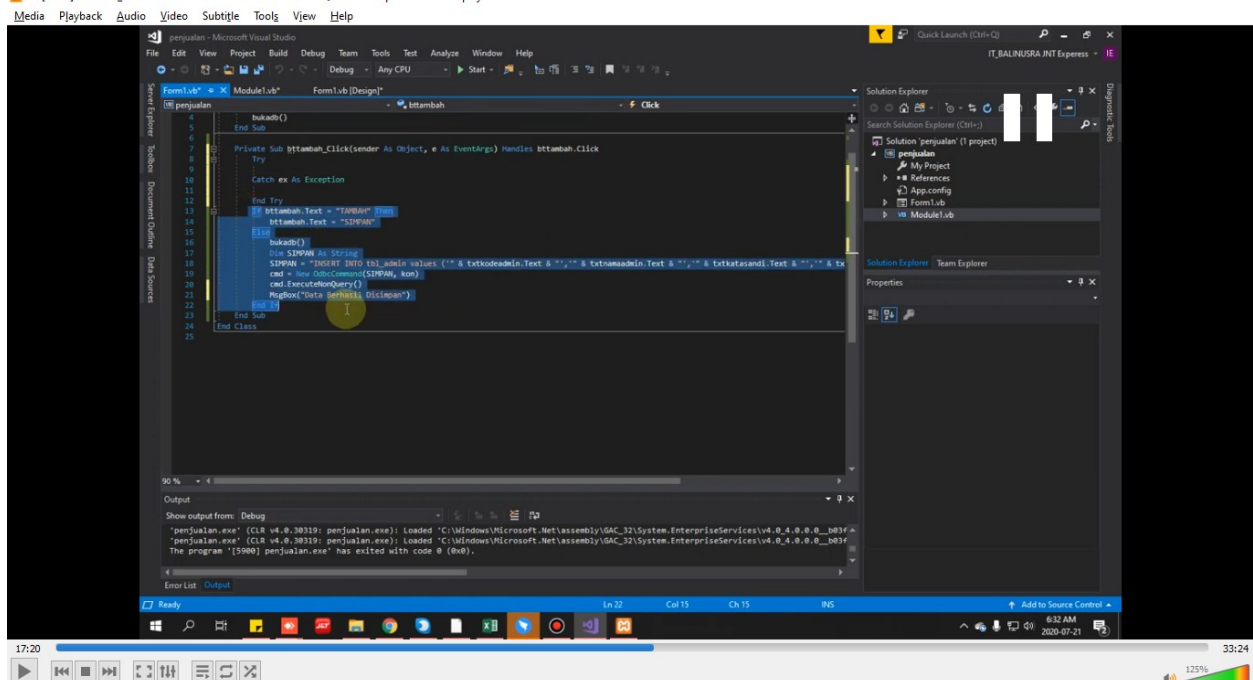 Media Playback Audio Video Subtitle Tools View Help
penjualan - Microsoft Visual Studio
Quick Launch (Ctrl+Q)
File Edit View Project Build Debug Team Tools Test Analyze Window Help
IT_BALINUSRA JNT Experess
IE
Debug Any CPU Start
Server Explorer
Toolbox
Document Outline
Data Sources
Form1.vb* Module1.vb* Form1.vb [Design]*
penjualan bttambah Click
4 bukadb()
5 End Sub
6
7 Private Sub bttambah_Click(sender As Object, e As EventArgs) Handles bttambah.Click
8 Try
9
10 Catch ex As Exception
11
12 End Try
13 If bttambah.Text = "TAMBAH" Then
14 bttambah.Text = "SIMPAN"
15 Else
16 bukadb()
17 Dim SIMPAN As String
18 SIMPAN = "INSERT INTO tbl_admin values ('" & txtkodeadmin.Text & "','" & txtnamaadmin.Text & "','" & txtkatasandi.Text & "','" & tx
19 cmd = New OdbcCommand(SIMPAN, kon)
20 cmd.ExecuteNonQuery()
21 MsgBox("Data Berhasil Disimpan")
22 End If
23 End Sub
24 End Class
25
90 %
Solution Explorer
Search Solution Explorer (Ctrl+;)
Solution 'penjualan' (1 project)
penjualan
My Project
References
App.config
Form1.vb
Module1.vb
Solution Explorer Team Explorer
Properties
Diagnostic Tools
Output
Show output from: Debug
'penjualan.exe' (CLR v4.0.30319: penjualan.exe): Loaded 'C:\Windows\Microsoft.Net\assembly\GAC_32\System.EnterpriseServices\v4.0_4.0.0.0__b03f
'penjualan.exe' (CLR v4.0.30319: penjualan.exe): Loaded 'C:\Windows\Microsoft.Net\assembly\GAC_32\System.EnterpriseServices\v4.0_4.0.0.0__b03f
The program '[5900] penjualan.exe' has exited with code 0 (0x0).
Error List Output
Ready Ln 22 Col 15 Ch 15 INS Add to Source Control
6:32 AM
2020-07-21
17:20 33:24
125%